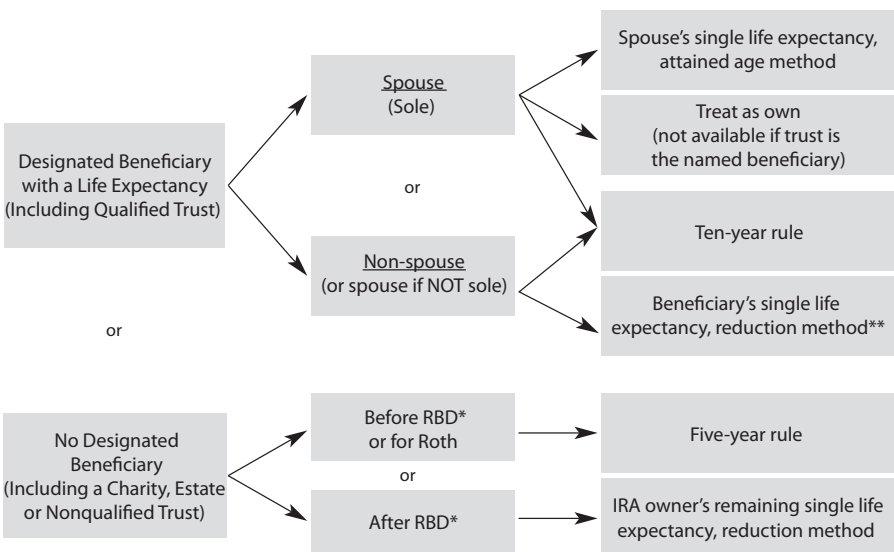 Designated Beneficiary
with a Life Expectancy
(Including Qualified Trust)
or
No Designated
Beneficiary
(Including a Charity, Estate
or Nonqualified Trust)
Spouse
(Sole)
or
Non-spouse
(or spouse if NOT sole)
Before RBD*
or for Roth
or
After RBD*
Spouse's single life expectancy,
attained age method
Treat as own
(not available if trust is
the named beneficiary)
Ten-year rule
Beneficiary's single life
expectancy, reduction method**
Five-year rule
IRA owner's remaining single life
expectancy, reduction method